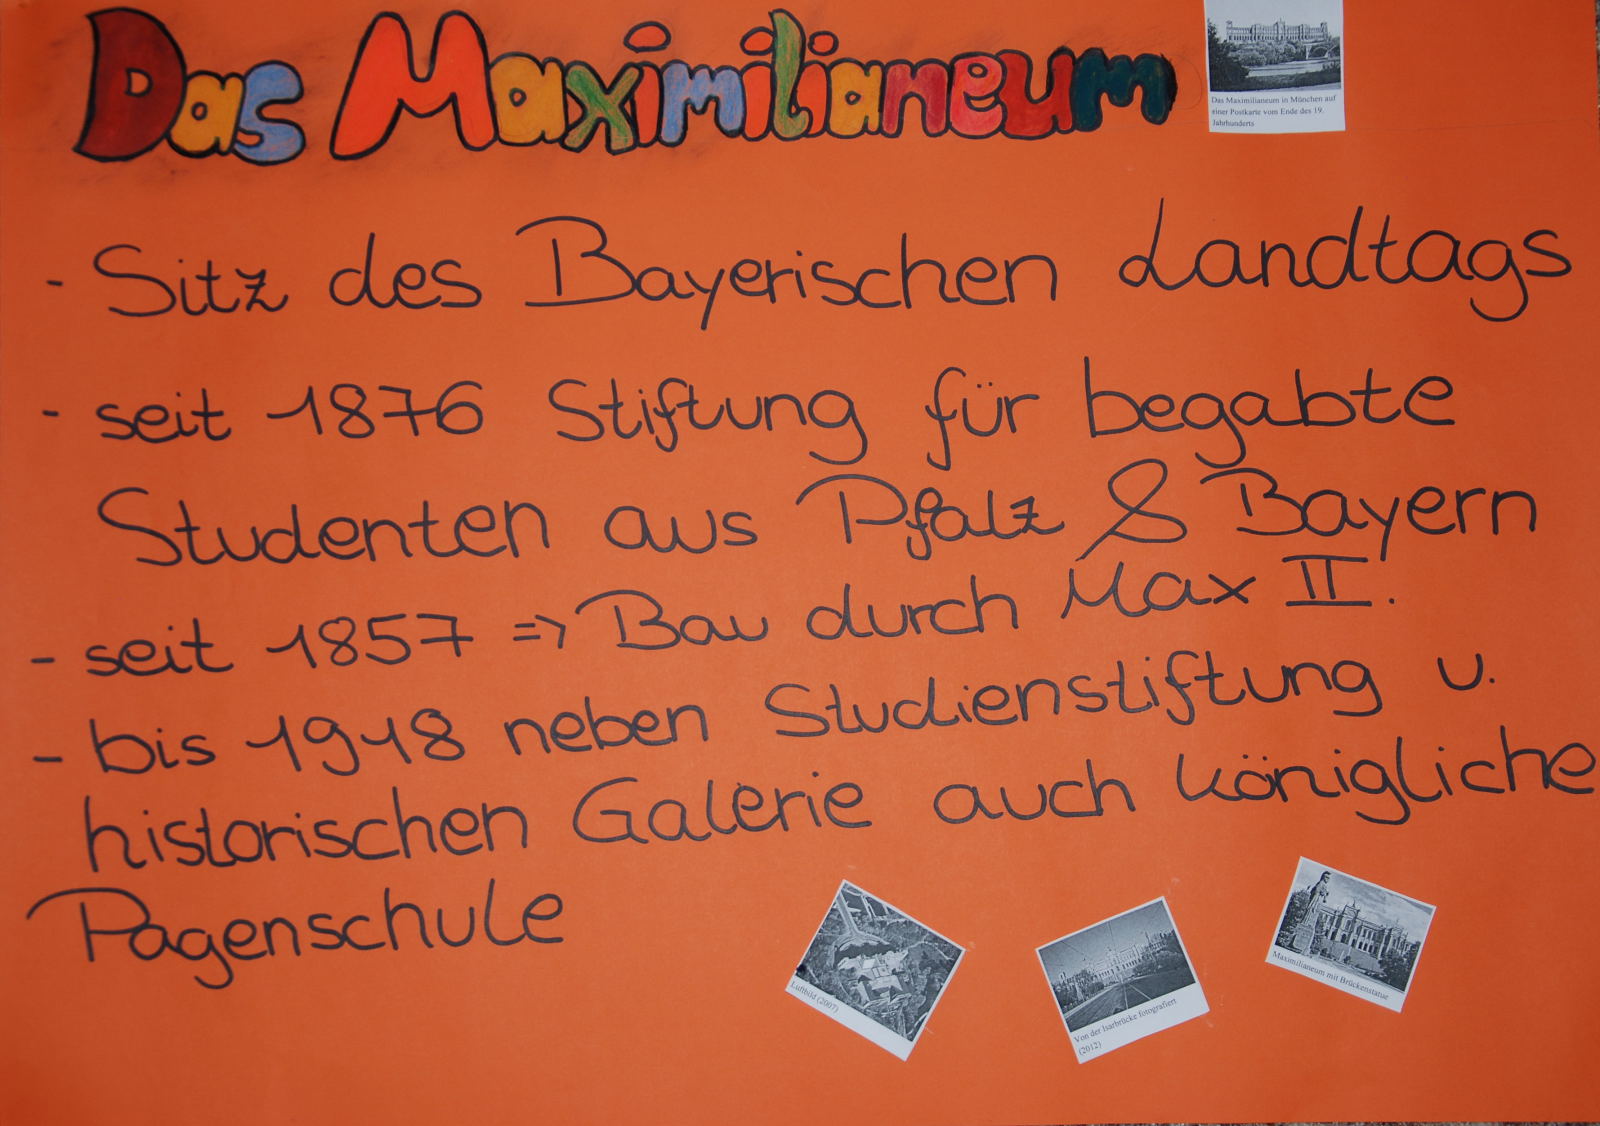 Das Maximilianeum
Das Maximilianeum in München auf
einer Postkarte vom Ende des 19.
Jahrhunderts
- Sitz des Bayerischen Landtags
- seit 1876 Stiftung für begabte
Studenten aus Pfalz & Bayern
- seit 1857 => Bau durch Max II.
- bis 1918 neben Studienstiftung u.
historischen Galerie auch königliche
Pagenschule
Luftbild (2007)
Von der Isarbrücke fotografiert
(2012)
Maximilianeum mit Brückenstatue